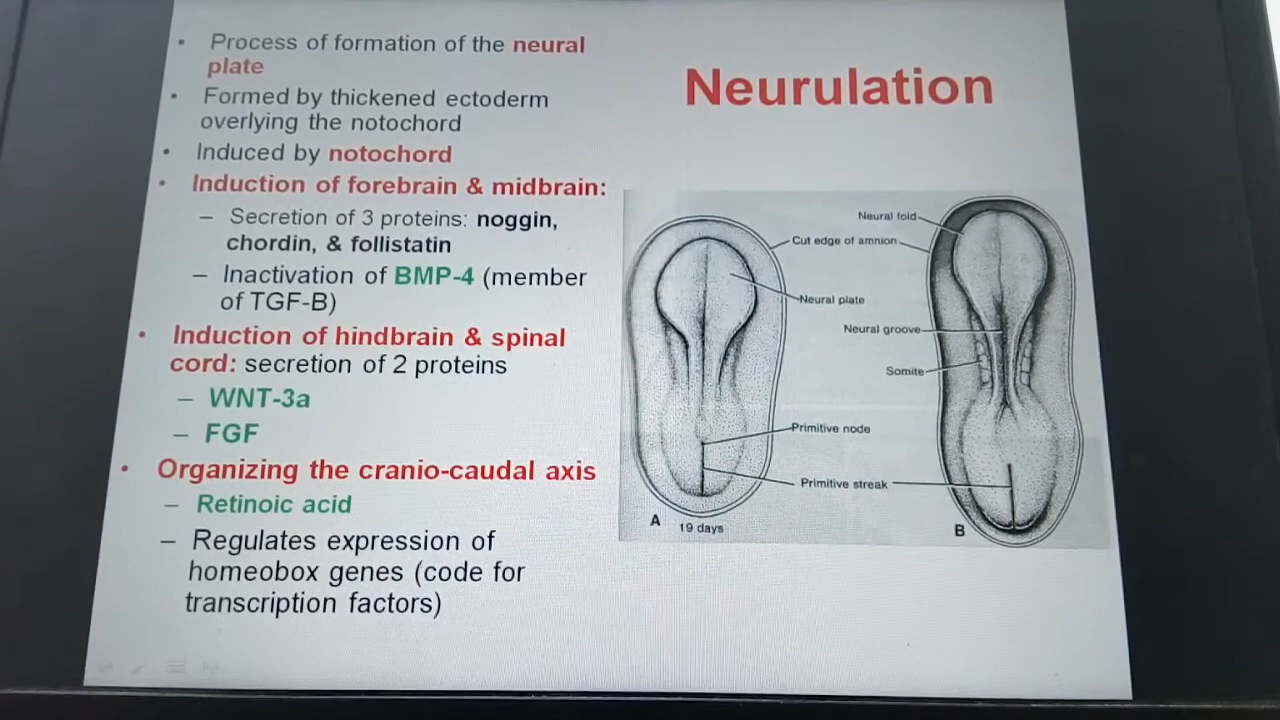 Neurulation
• Process of formation of the neural
plate
• Formed by thickened ectoderm
overlying the notochord
• Induced by notochord
• Induction of forebrain & midbrain:
– Secretion of 3 proteins: noggin,
chordin, & follistatin
– Inactivation of BMP-4 (member
of TGF-B)
• Induction of hindbrain & spinal
cord: secretion of 2 proteins
– WNT-3a
– FGF
• Organizing the cranio-caudal axis
– Retinoic acid
– Regulates expression of
homeobox genes (code for
transcription factors)
Neural fold
Cut edge of amnion
Neural plate
Neural groove
Somite
Primitive node
Primitive streak
A
19 days
B